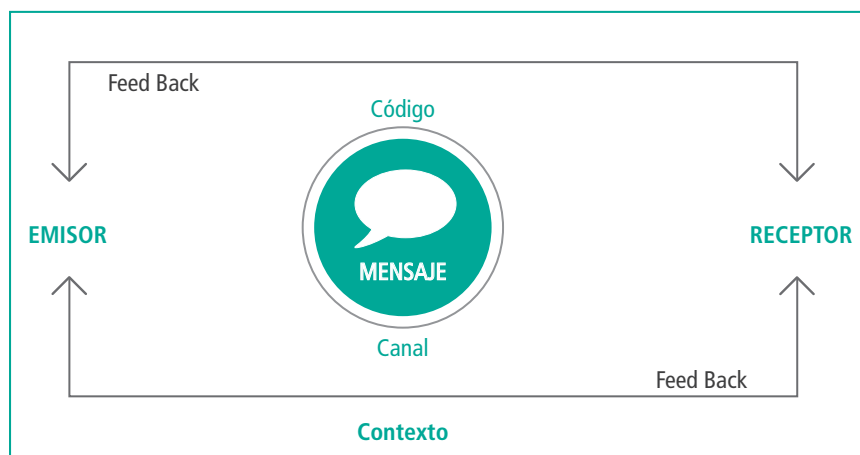 Feed Back
Código
EMISOR
MENSAJE
RECEPTOR
Canal
Feed Back
Contexto